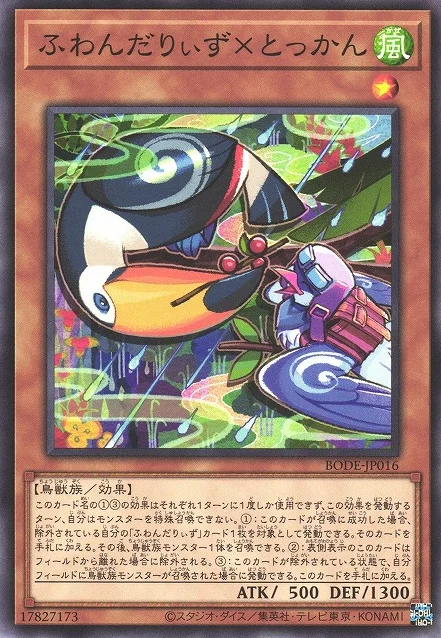 ふわんだりぃず×とっかん
風
BODE-JP016
【鳥獣族／効果】
このカード名の①③の効果はそれぞれ1ターンに1度しか使用できず、この効果を発動する
ターン、自分はモンスターを特殊召喚できない。①：このカードが召喚に成功した場合、
除外されている自分の「ふわんだりぃず」カード1枚を対象として発動できる。そのカードを
手札に加える。その後、鳥獣族モンスター1体を召喚できる。②：表側表示のこのカードは
フィールドから離れる場合に除外される。③：このカードが除外されている状態で、自分
フィールドに鳥獣族モンスターが召喚された場合に発動できる。このカードを手札に加える。
ATK/ 500 DEF/1300
17827173
©スタジオ・ダイス／集英社・テレビ東京・KONAMI